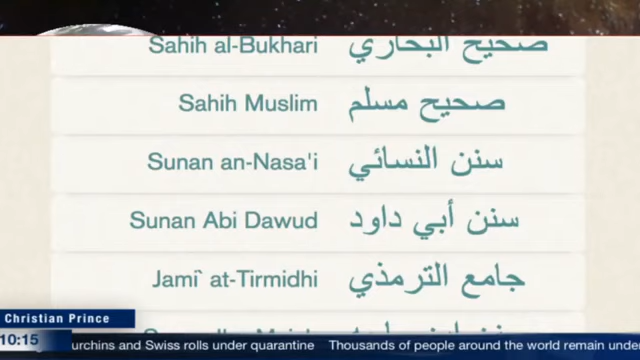 Sahih al-Bukhari صحيح البخاري
Sahih Muslim صحيح مسلم
Sunan an-Nasa'i سنن النسائي
Sunan Abi Dawud سنن أبي داود
Jami` at-Tirmidhi جامع الترمذي
Christian Prince
10:15
and Swiss rolls under quarantine Thousands of people around the world remain